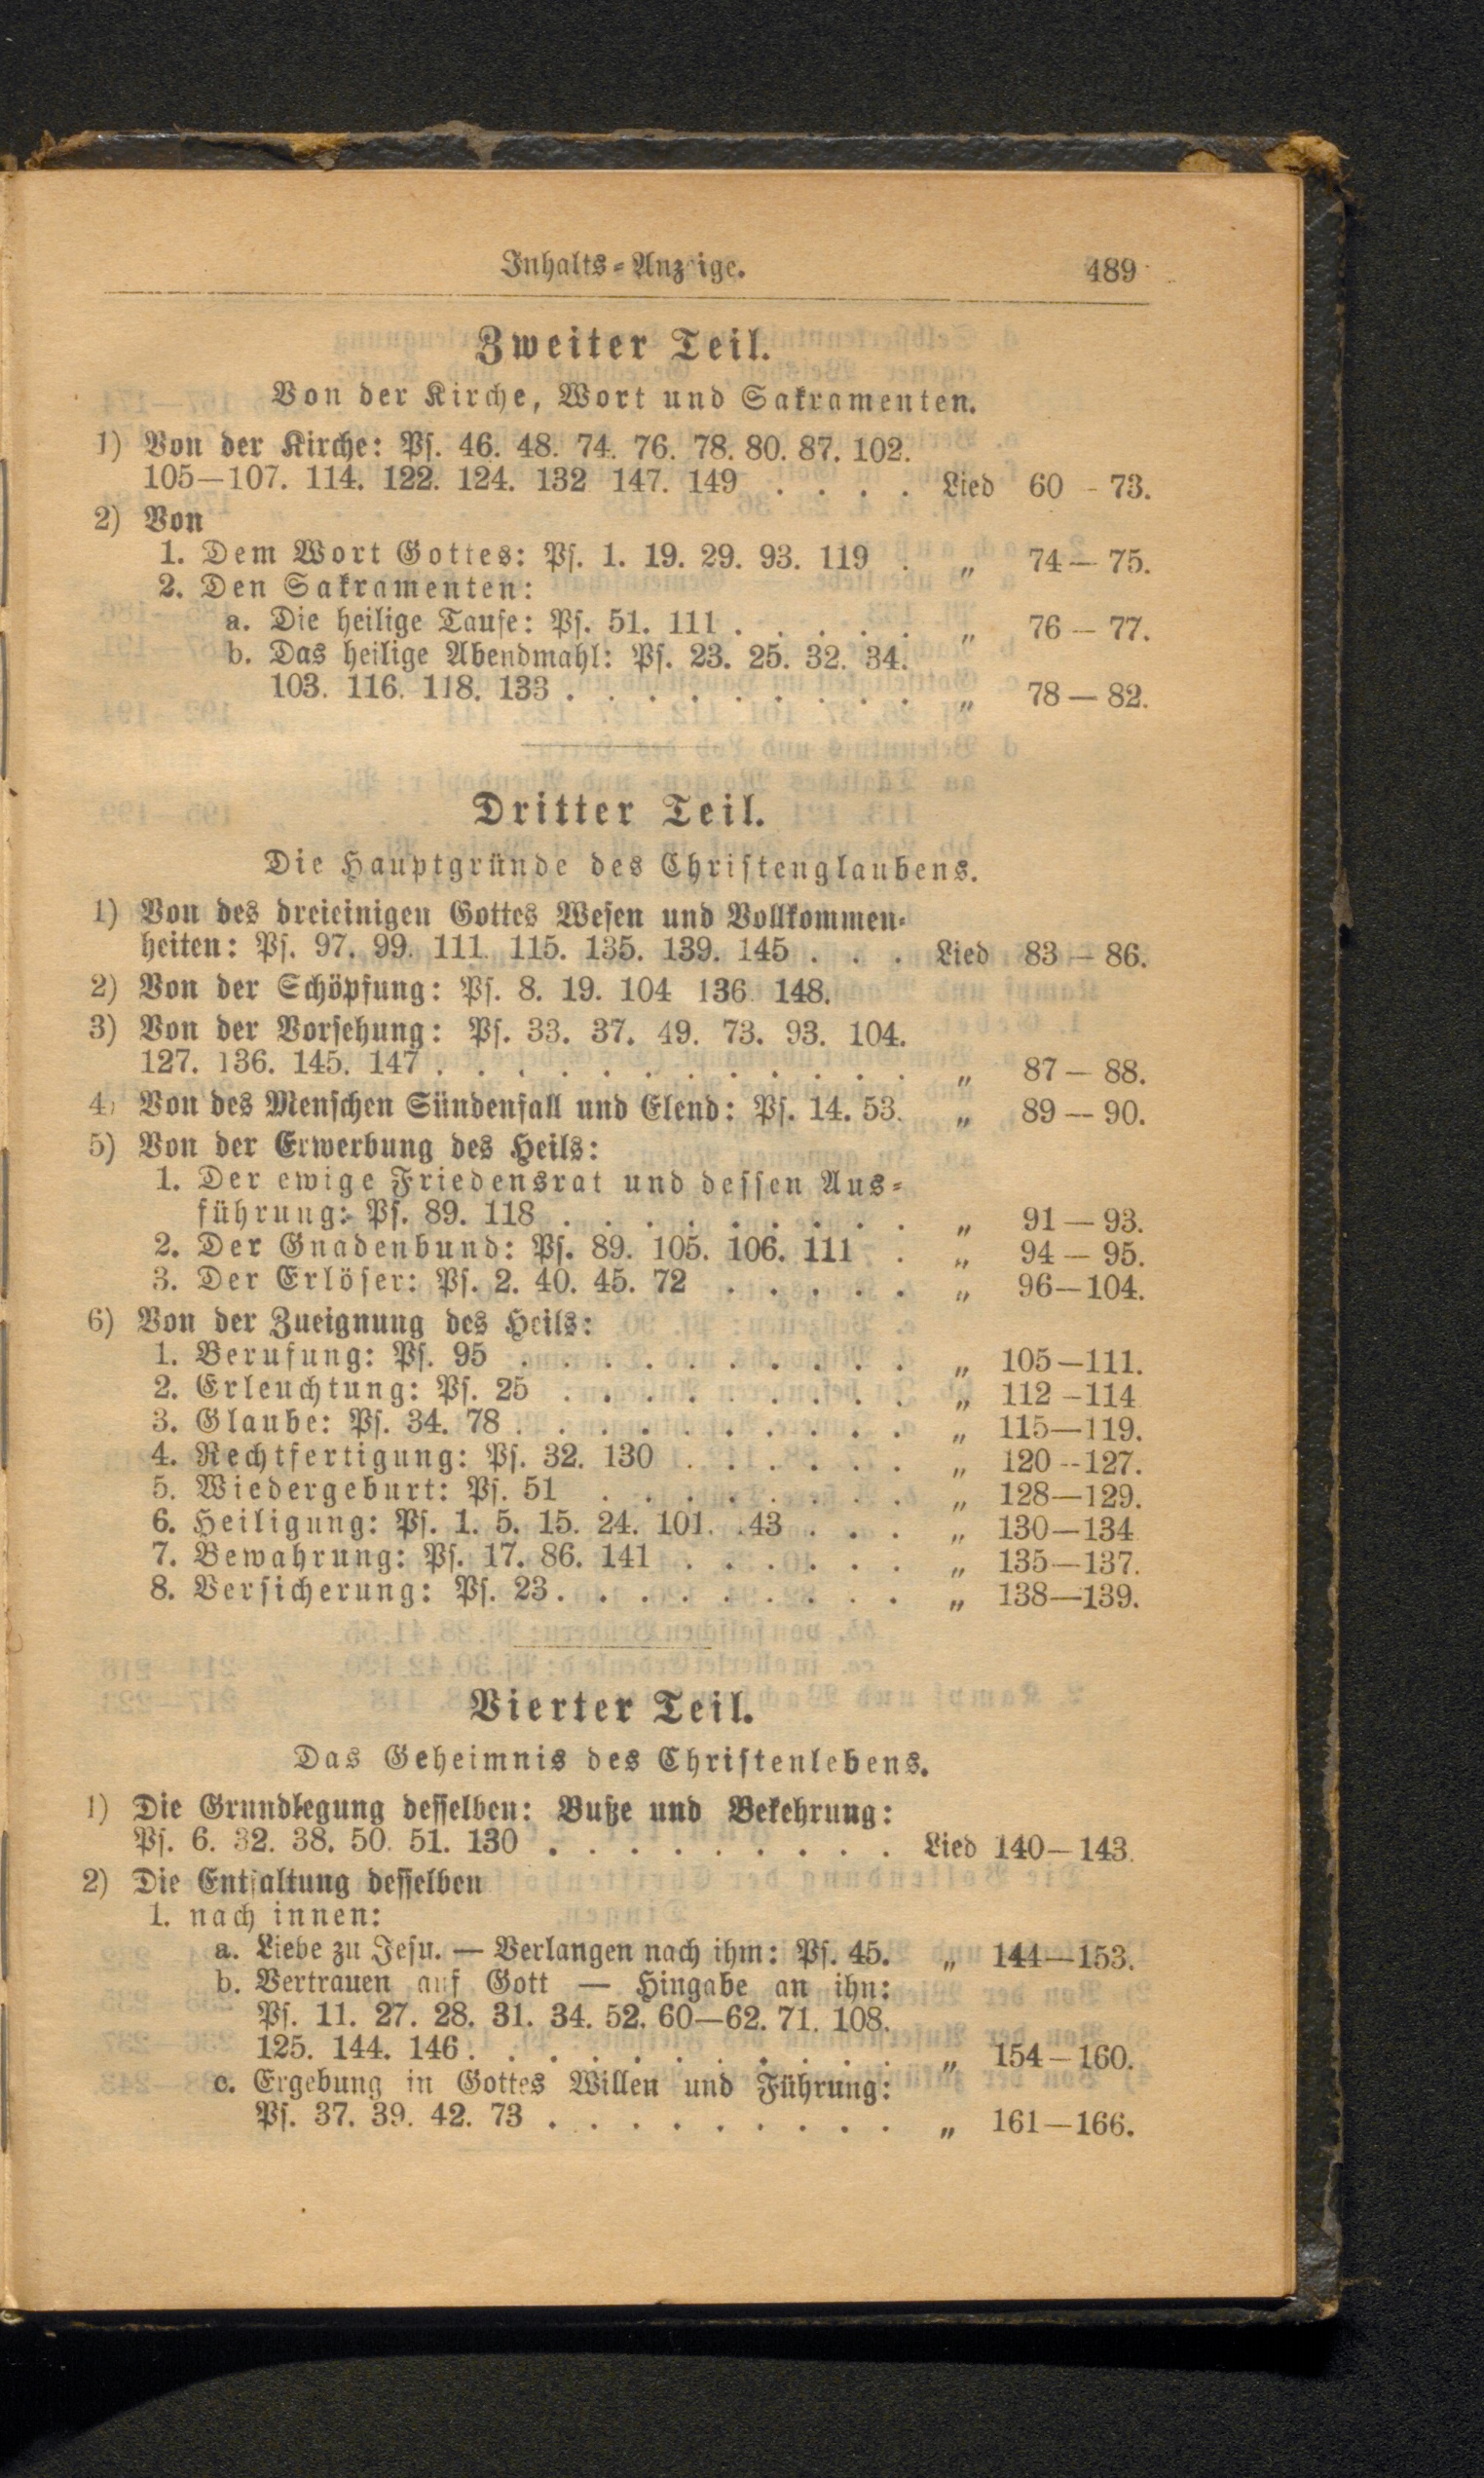 Inhalts-Anzeige. 489
Zweiter Teil.
Von der Kirche, Wort und Sakramenten.
1) Von der Kirche: Ps. 46. 48. 74. 76. 78. 80. 87. 102.
105—107. 114. 122. 124. 132 147. 149 . . . . Lied 60 - 73.
2) Von
1. Dem Wort Gottes: Ps. 1. 19. 29. 93. 119 . „ 74— 75.
2. Den Sakramenten:
a. Die heilige Taufe: Ps. 51. 111 . . . . . „ 76 — 77.
b. Das heilige Abendmahl: Ps. 23. 25. 32. 34.
103. 116. 118. 133 . . . . . . . . . „ 78 — 82.
Dritter Teil.
Die Hauptgründe des Christenglaubens.
1) Von des dreieinigen Gottes Wesen und Vollkommen-
heiten: Ps. 97. 99. 111. 115. 135. 139. 145 . . . Lied 83 — 86.
2) Von der Schöpfung: Ps. 8. 19. 104 136. 148.
3) Von der Vorsehung: Ps. 33. 37. 49. 73. 93. 104.
127. 136. 145. 147 . . . . . . . . . . . . „ 87 — 88.
4) Von des Menschen Sündenfall und Elend: Ps. 14. 53. „ 89 — 90.
5) Von der Erwerbung des Heils:
1. Der ewige Friedensrat und dessen Aus-
führung: Ps. 89. 118 . . . . . . . . . „ 91 — 93.
2. Der Gnadenbund: Ps. 89. 105. 106. 111 . „ 94 — 95.
3. Der Erlöser: Ps. 2. 40. 45. 72 . . . . . „ 96—104.
6) Von der Zueignung des Heils:
1. Berufung: Ps. 95 . . . . . . . . . . „ 105—111.
2. Erleuchtung: Ps. 25 . . . . . . . . . „ 112 -114
3. Glaube: Ps. 34. 78 . . . . . . . . . . „ 115—119.
4. Rechtfertigung: Ps. 32. 130 . . . . . . „ 120--127.
5. Wiedergeburt: Ps. 51 . . . . . . . . „ 128—129.
6. Heiligung: Ps. 1. 5. 15. 24. 101. .43 . . . „ 130—134
7. Bewahrung: Ps. 17. 86. 141 . . . . . . „ 135—137.
8. Versicherung: Ps. 23. . . . . . . . . „ 138—139.
Vierter Teil.
Das Geheimnis des Christenlebens.
1) Die Grundlegung desselben: Buße und Bekehrung:
Ps. 6. 32. 38. 50. 51. 130 . . . . . . . . . Lied 140—143.
2) Die Entfaltung desselben
1. nach innen:
a. Liebe zu Jesu. — Verlangen nach ihm: Ps. 45. „ 144—153.
b. Vertrauen auf Gott — Hingabe an ihn:
Ps. 11. 27. 28. 31. 34. 52. 60—62. 71. 108.
125. 144. 146 . . . . . . . . . . . „ 154—160.
c. Ergebung in Gottes Willen und Führung:
Ps. 37. 39. 42. 73 . . . . . . . . . „ 161—166.